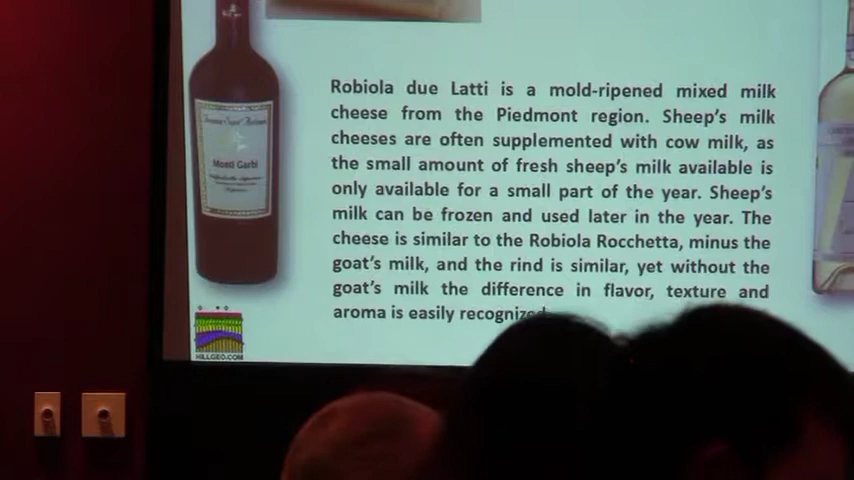 Robiola due Latti is a mold-ripened mixed milk
cheese from the Piedmont region. Sheep's milk
cheeses are often supplemented with cow milk, as
the small amount of fresh sheep's milk available is
only available for a small part of the year. Sheep's
milk can be frozen and used later in the year. The
cheese is similar to the Robiola Rocchetta, minus the
goat's milk, and the rind is similar, yet without the
goat's milk the difference in flavor, texture and
aroma is easily recognized.
Monti Garbi
HILLGEO.COM